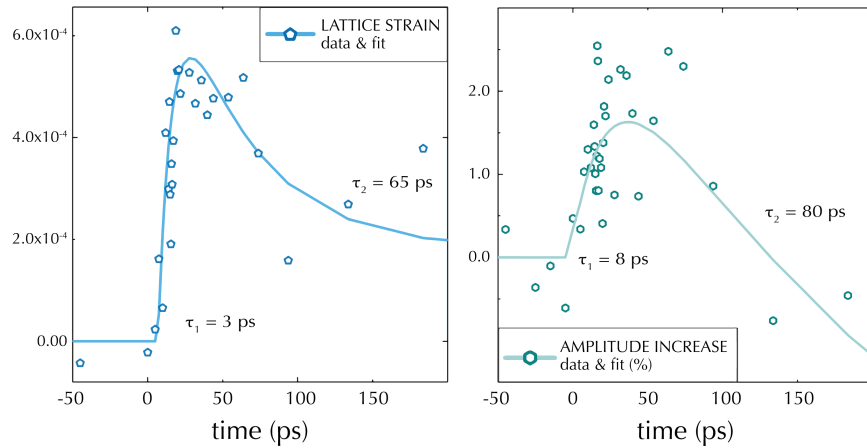 6.0x10⁻⁴
4.0x10⁻⁴
2.0x10⁻⁴
0.00
-50
0
50
100
150
time (ps)
LATTICE STRAIN
data & fit
τ₂ = 65 ps
τ₁ = 3 ps
2.0
1.0
0.0
-50
0
50
100
150
time (ps)
τ₂ = 80 ps
τ₁ = 8 ps
AMPLITUDE INCREASE
data & fit (%)